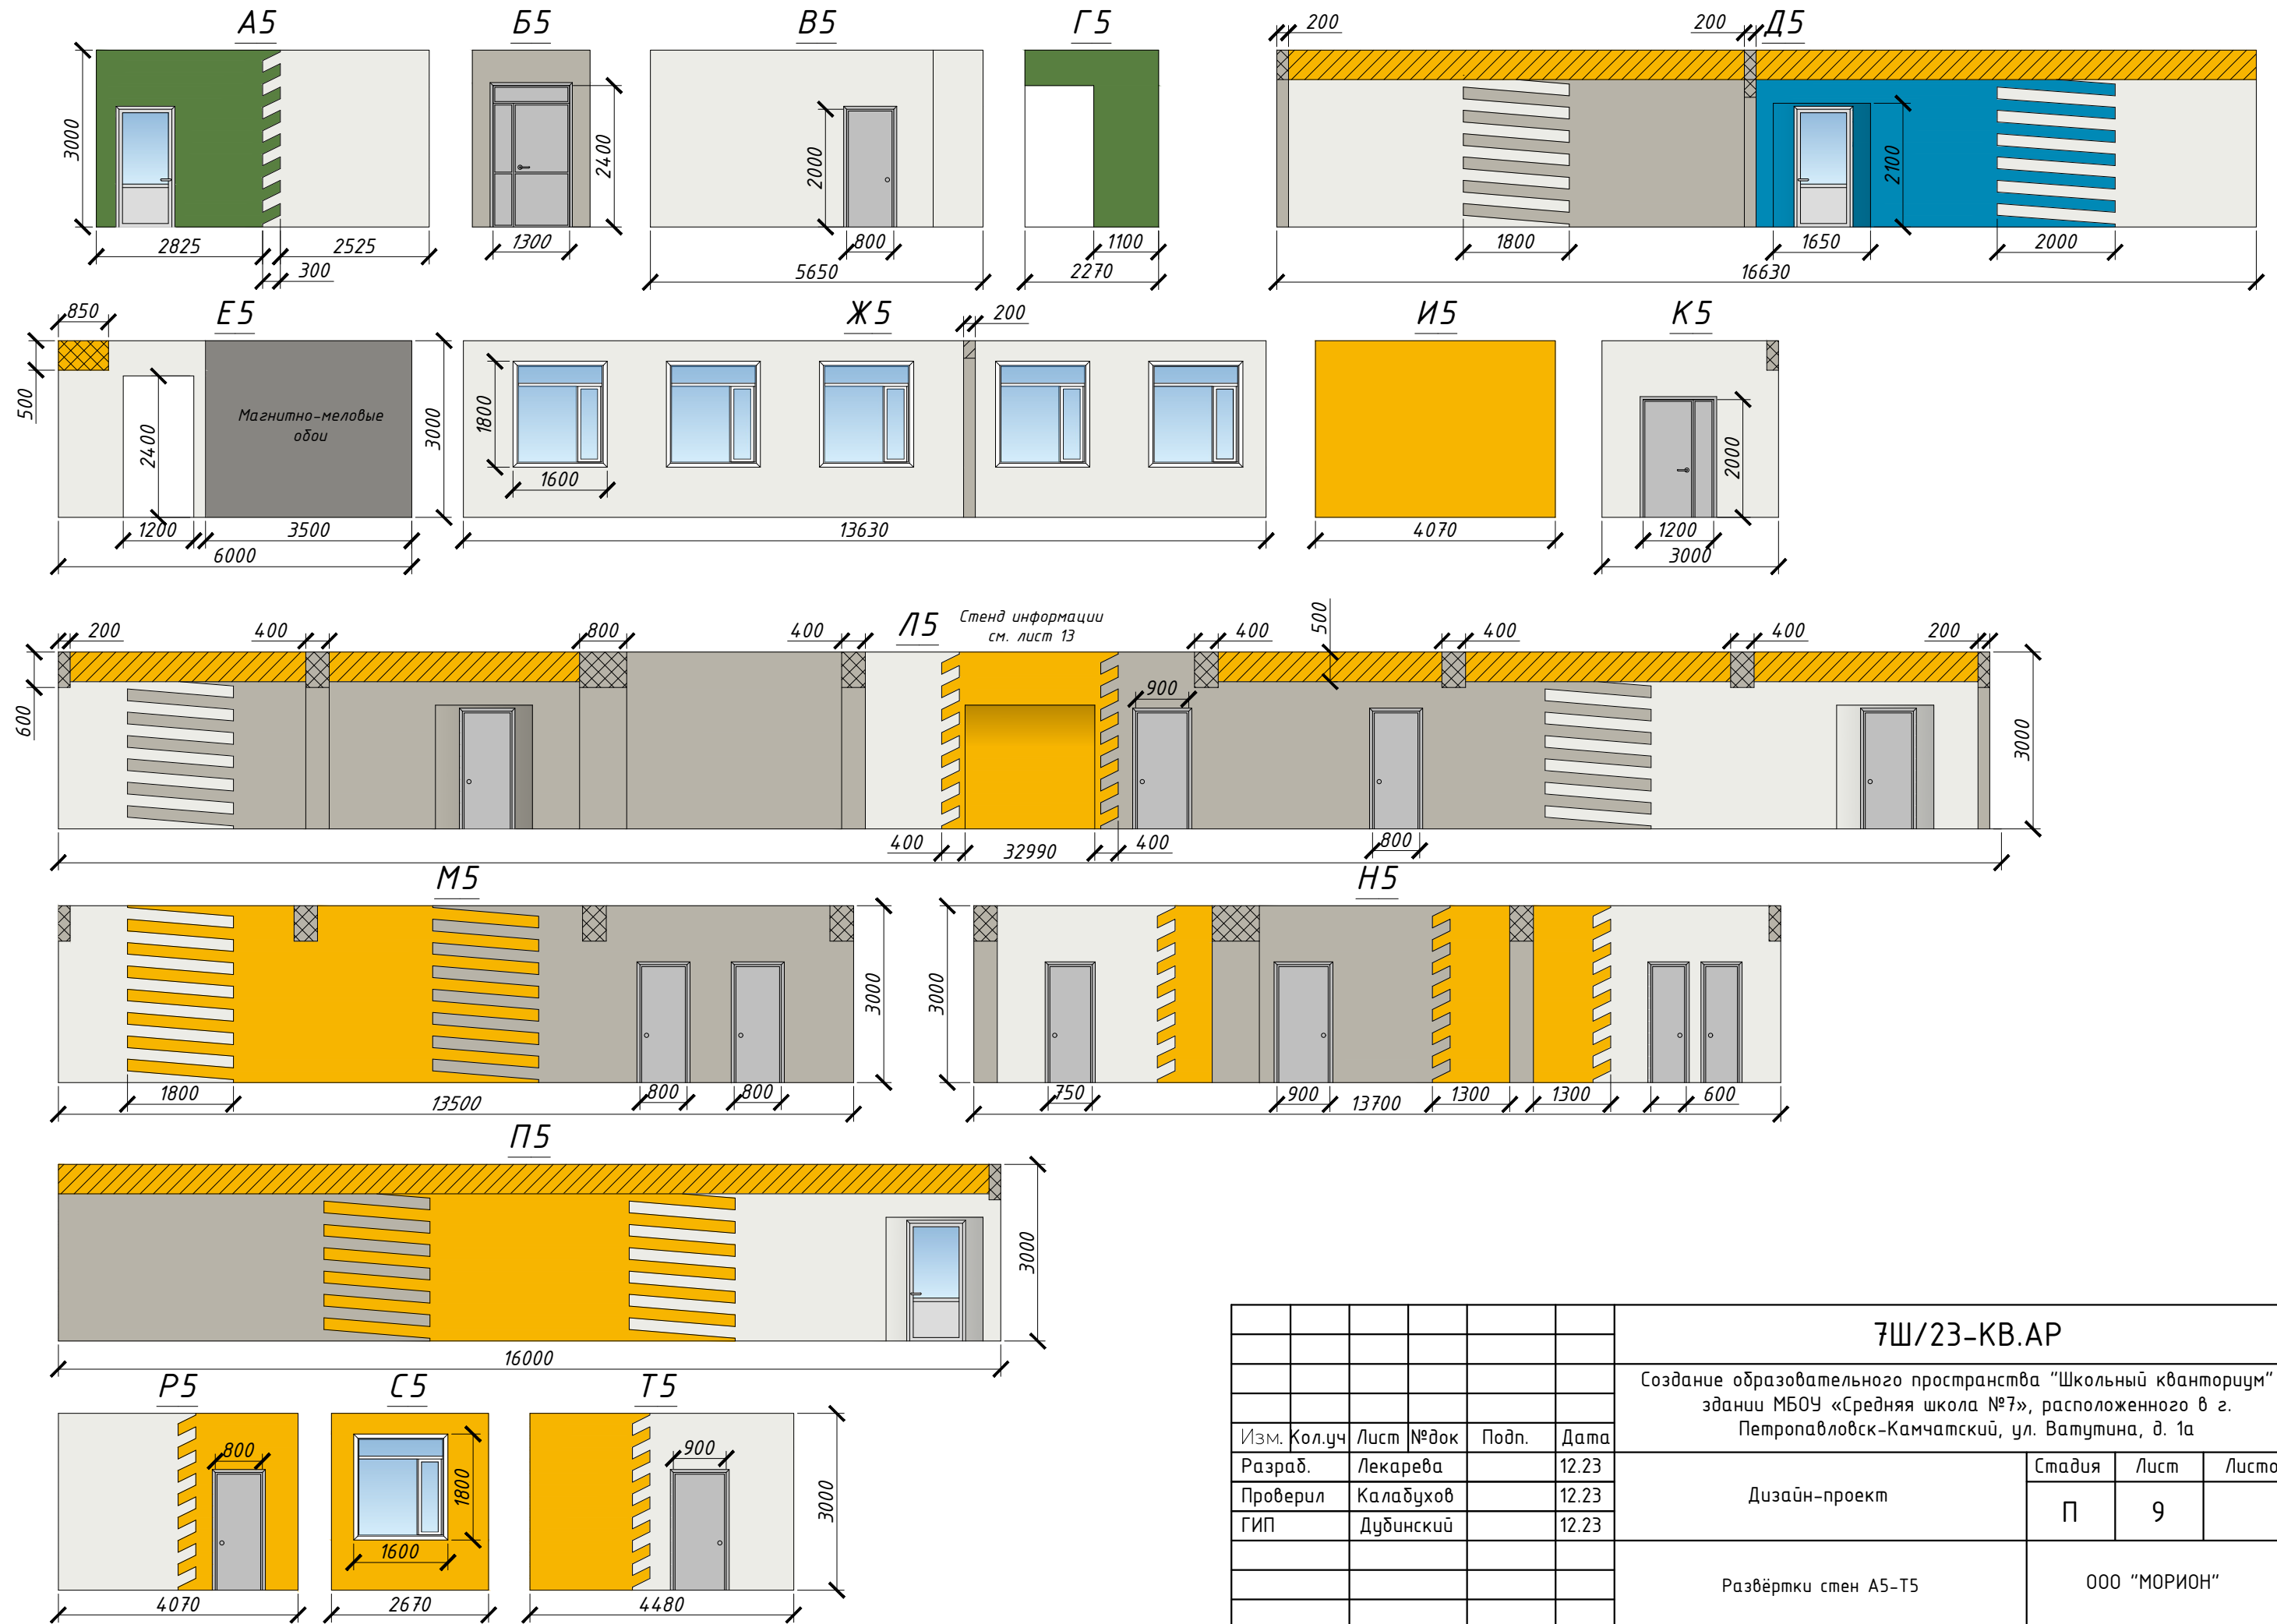 А5
Б5
В5
Г5
200
200
Д5
3000
2400
2000
2100
2825
2525
300
1300
800
5650
1100
2270
1800
1650
2000
16630
850
Е5
Ж5
200
И5
К5
500
2400
Магнитно-меловые
обои
3000
1800
1600
2000
1200
3500
6000
13630
4070
1200
3000
200
400
800
400
Л5
Стенд информации
см. лист 13
400
500
400
400
200
600
900
3000
400
32990
400
800
М5
Н5
3000
3000
1800
13500
800
800
750
900
13700
1300
1300
600
П5
3000
16000
Р5
С5
Т5
800
1800
1600
900
3000
4070
2670
4480
7Ш/23-КВ.АР
Создание образовательного пространства "Школьный кванториум"
здании МБОУ «Средняя школа №7», расположенного в г.
Петропавловск-Камчатский, ул. Ватутина, д. 1а
Изм. Кол.уч Лист №док Подп. Дата
Разраб. Лекарева 12.23
Проверил Калабухов 12.23
ГИП Дубинский 12.23
Дизайн-проект
Стадия Лист Листо
П 9
Развёртки стен А5-Т5
ООО "МОРИОН"